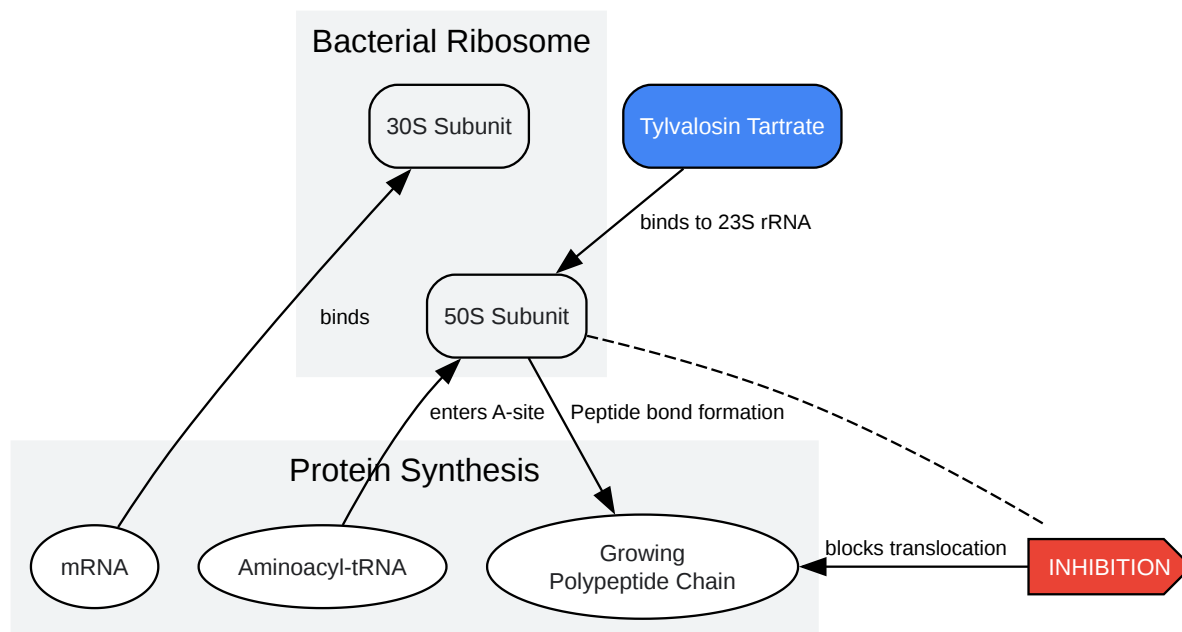 Bacterial Ribosome
30S Subunit
Tylvalosin Tartrate
binds to 23S rRNA
binds
50S Subunit
enters A-site
Peptide bond formation
Protein Synthesis
mRNA
Aminoacyl-tRNA
Growing
Polypeptide Chain
blocks translocation
INHIBITION